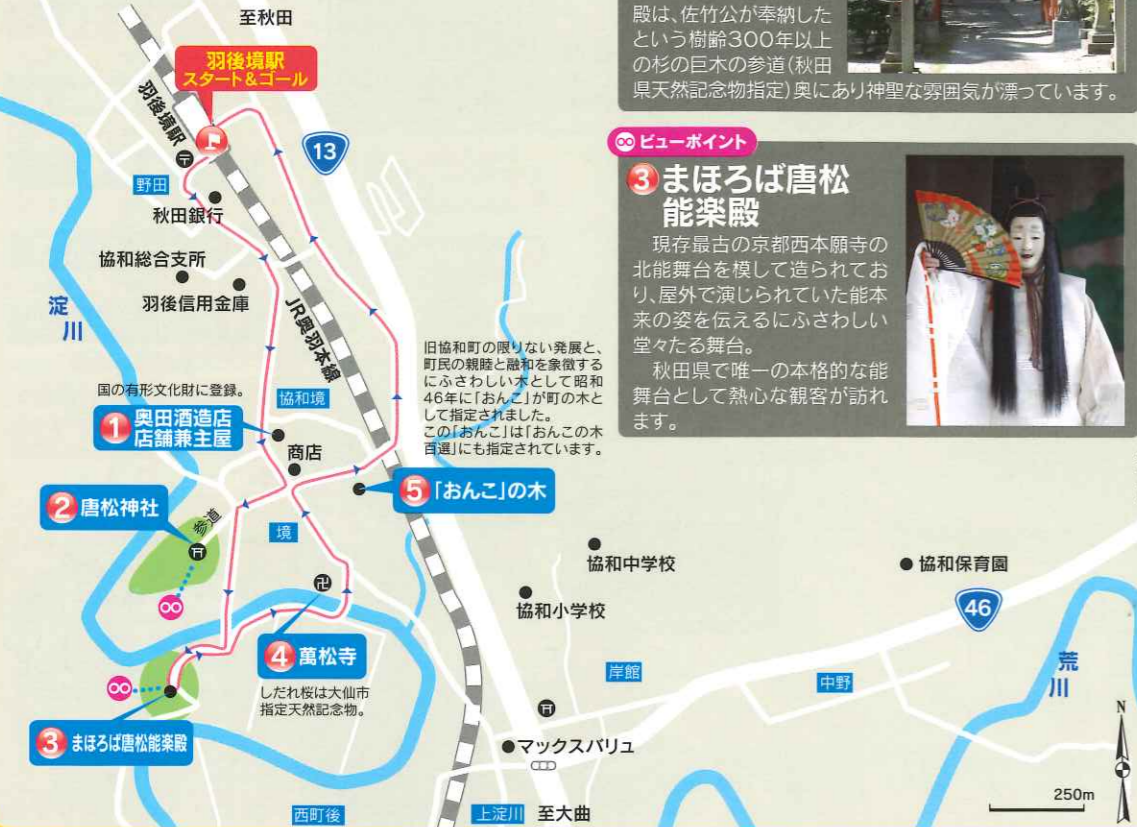 至秋田
羽後境駅
スタート&ゴール
羽後境駅
〒
野田
秋田銀行
13
協和総合支所
羽後信用金庫
淀川
JR奥羽本線
国の有形文化財に登録。
1 奥田酒造店
店舗兼主屋
協和境
商店
旧協和町の限りない発展と、
町民の親睦と融和を象徴する
にふさわしい木として昭和
46年に「おんこ」が町の木と
して指定されました。
この「おんこ」は「おんこの木
百選」にも指定されています。
5 「おんこ」の木
2 唐松神社
参道
境
卍
4 萬松寺
しだれ桜は大仙市
指定天然記念物。
3 まほろば唐松能楽殿
西町後
上淀川
至大曲
協和中学校
協和小学校
協和保育園
46
岸館
中野
荒川
マックスバリュ
N
250m
殿は、佐竹公が奉納した
という樹齢300年以上
の杉の巨木の参道(秋田
県天然記念物指定)奥にあり神聖な雰囲気が漂っています。
ビューポイント
3 まほろば唐松
能楽殿
現存最古の京都西本願寺の
北能舞台を模して造られてお
り、屋外で演じられていた能本
来の姿を伝えるにふさわしい
堂々たる舞台。
秋田県で唯一の本格的な能
舞台として熱心な観客が訪れ
ます。